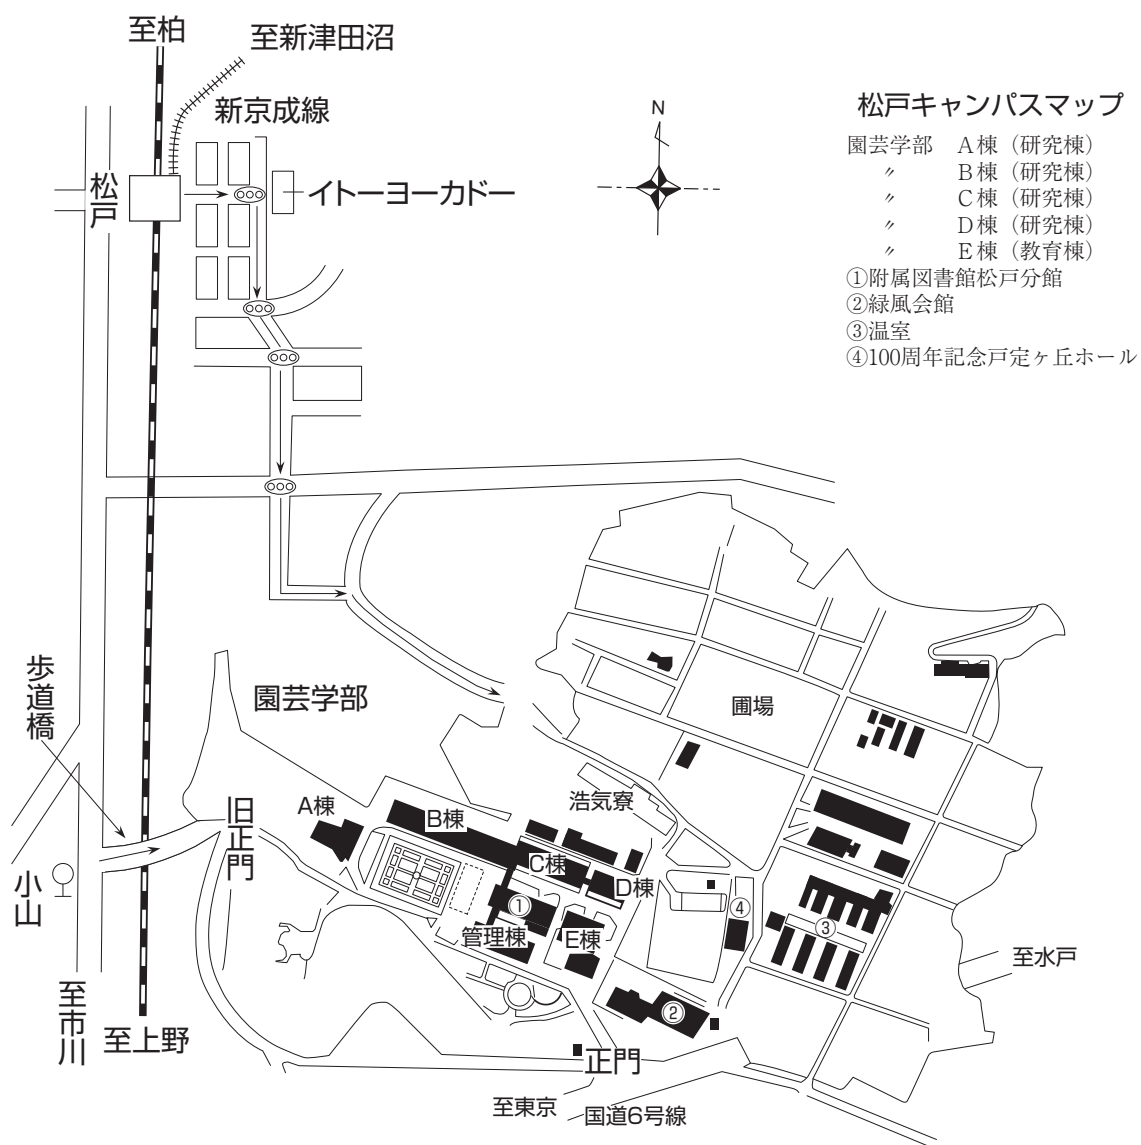 至柏
至新津田沼
新京成線
松戸
イトーヨーカドー
N
松戸キャンパスマップ
園芸学部 A棟(研究棟)
〃 B棟(研究棟)
〃 C棟(研究棟)
〃 D棟(研究棟)
〃 E棟(教育棟)
①附属図書館松戸分館
②緑風会館
③温室
④100周年記念戸定ヶ丘ホール
歩道橋
園芸学部
圃場
旧正門
A棟
B棟
浩気寮
C棟
D棟
①
④
小山
管理棟
E棟
③
至水戸
②
至市川
至上野
正門
至東京
国道6号線